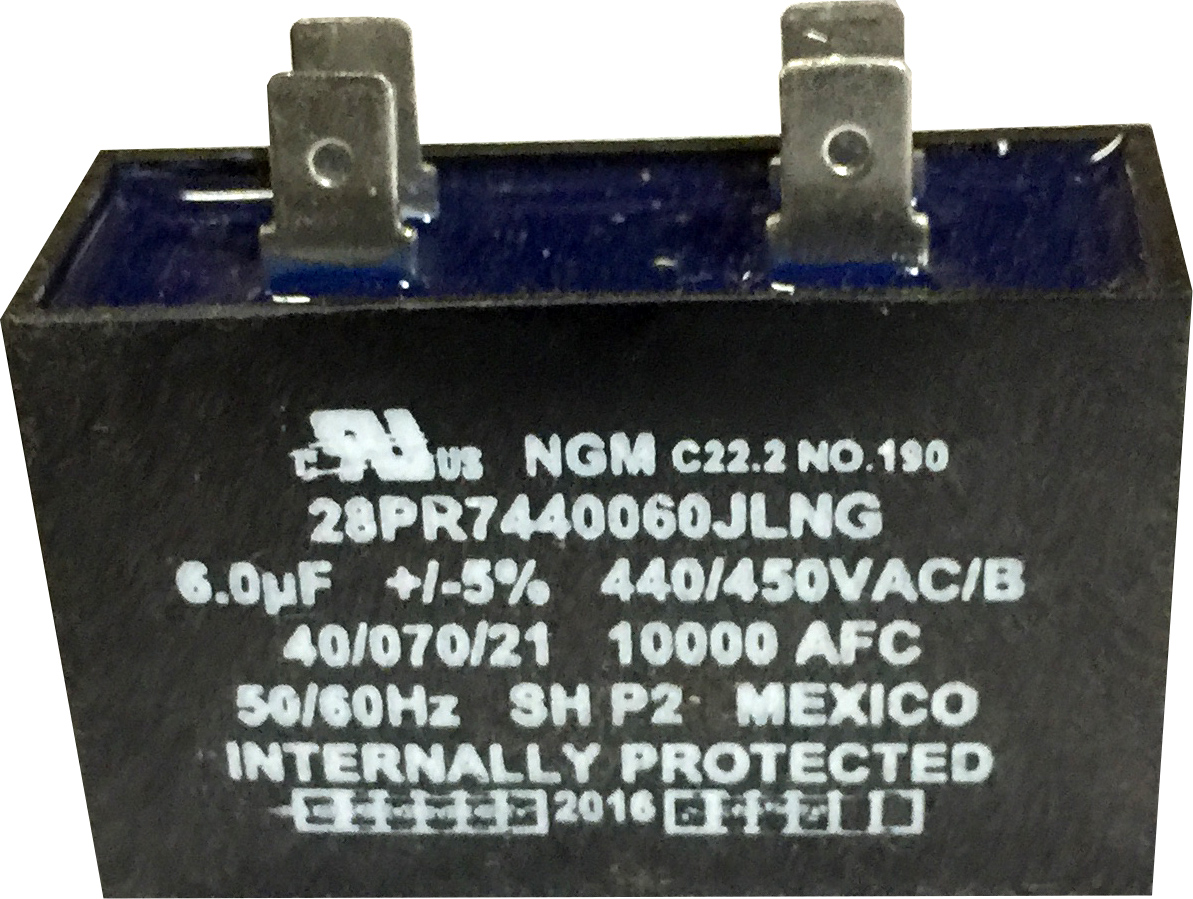 c RU US NGM C22.2 NO.190
28PR7440060JLNG
6.0µF +/-5% 440/450VAC/B
40/070/21 10000 AFC
50/60Hz SH P2 MEXICO
INTERNALLY PROTECTED
2016